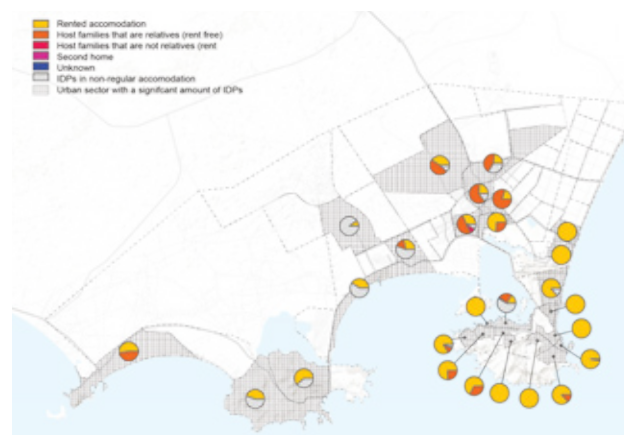 Rented accomodation
Host families that are relatives (rent free)
Host families that are not relatives (rent
Second home
Unknown
IDPs in non-regular accomodation
Urban sector with a signifcant amount of IDPs